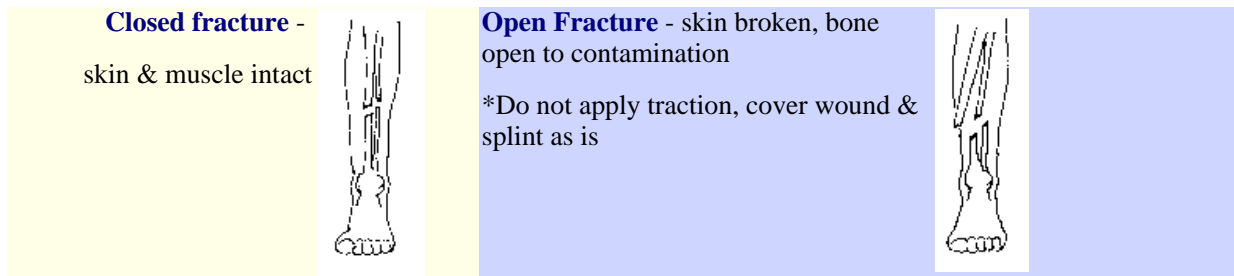 Closed fracture -
skin & muscle intact
Open Fracture - skin broken, bone
open to contamination
*Do not apply traction, cover wound &
splint as is